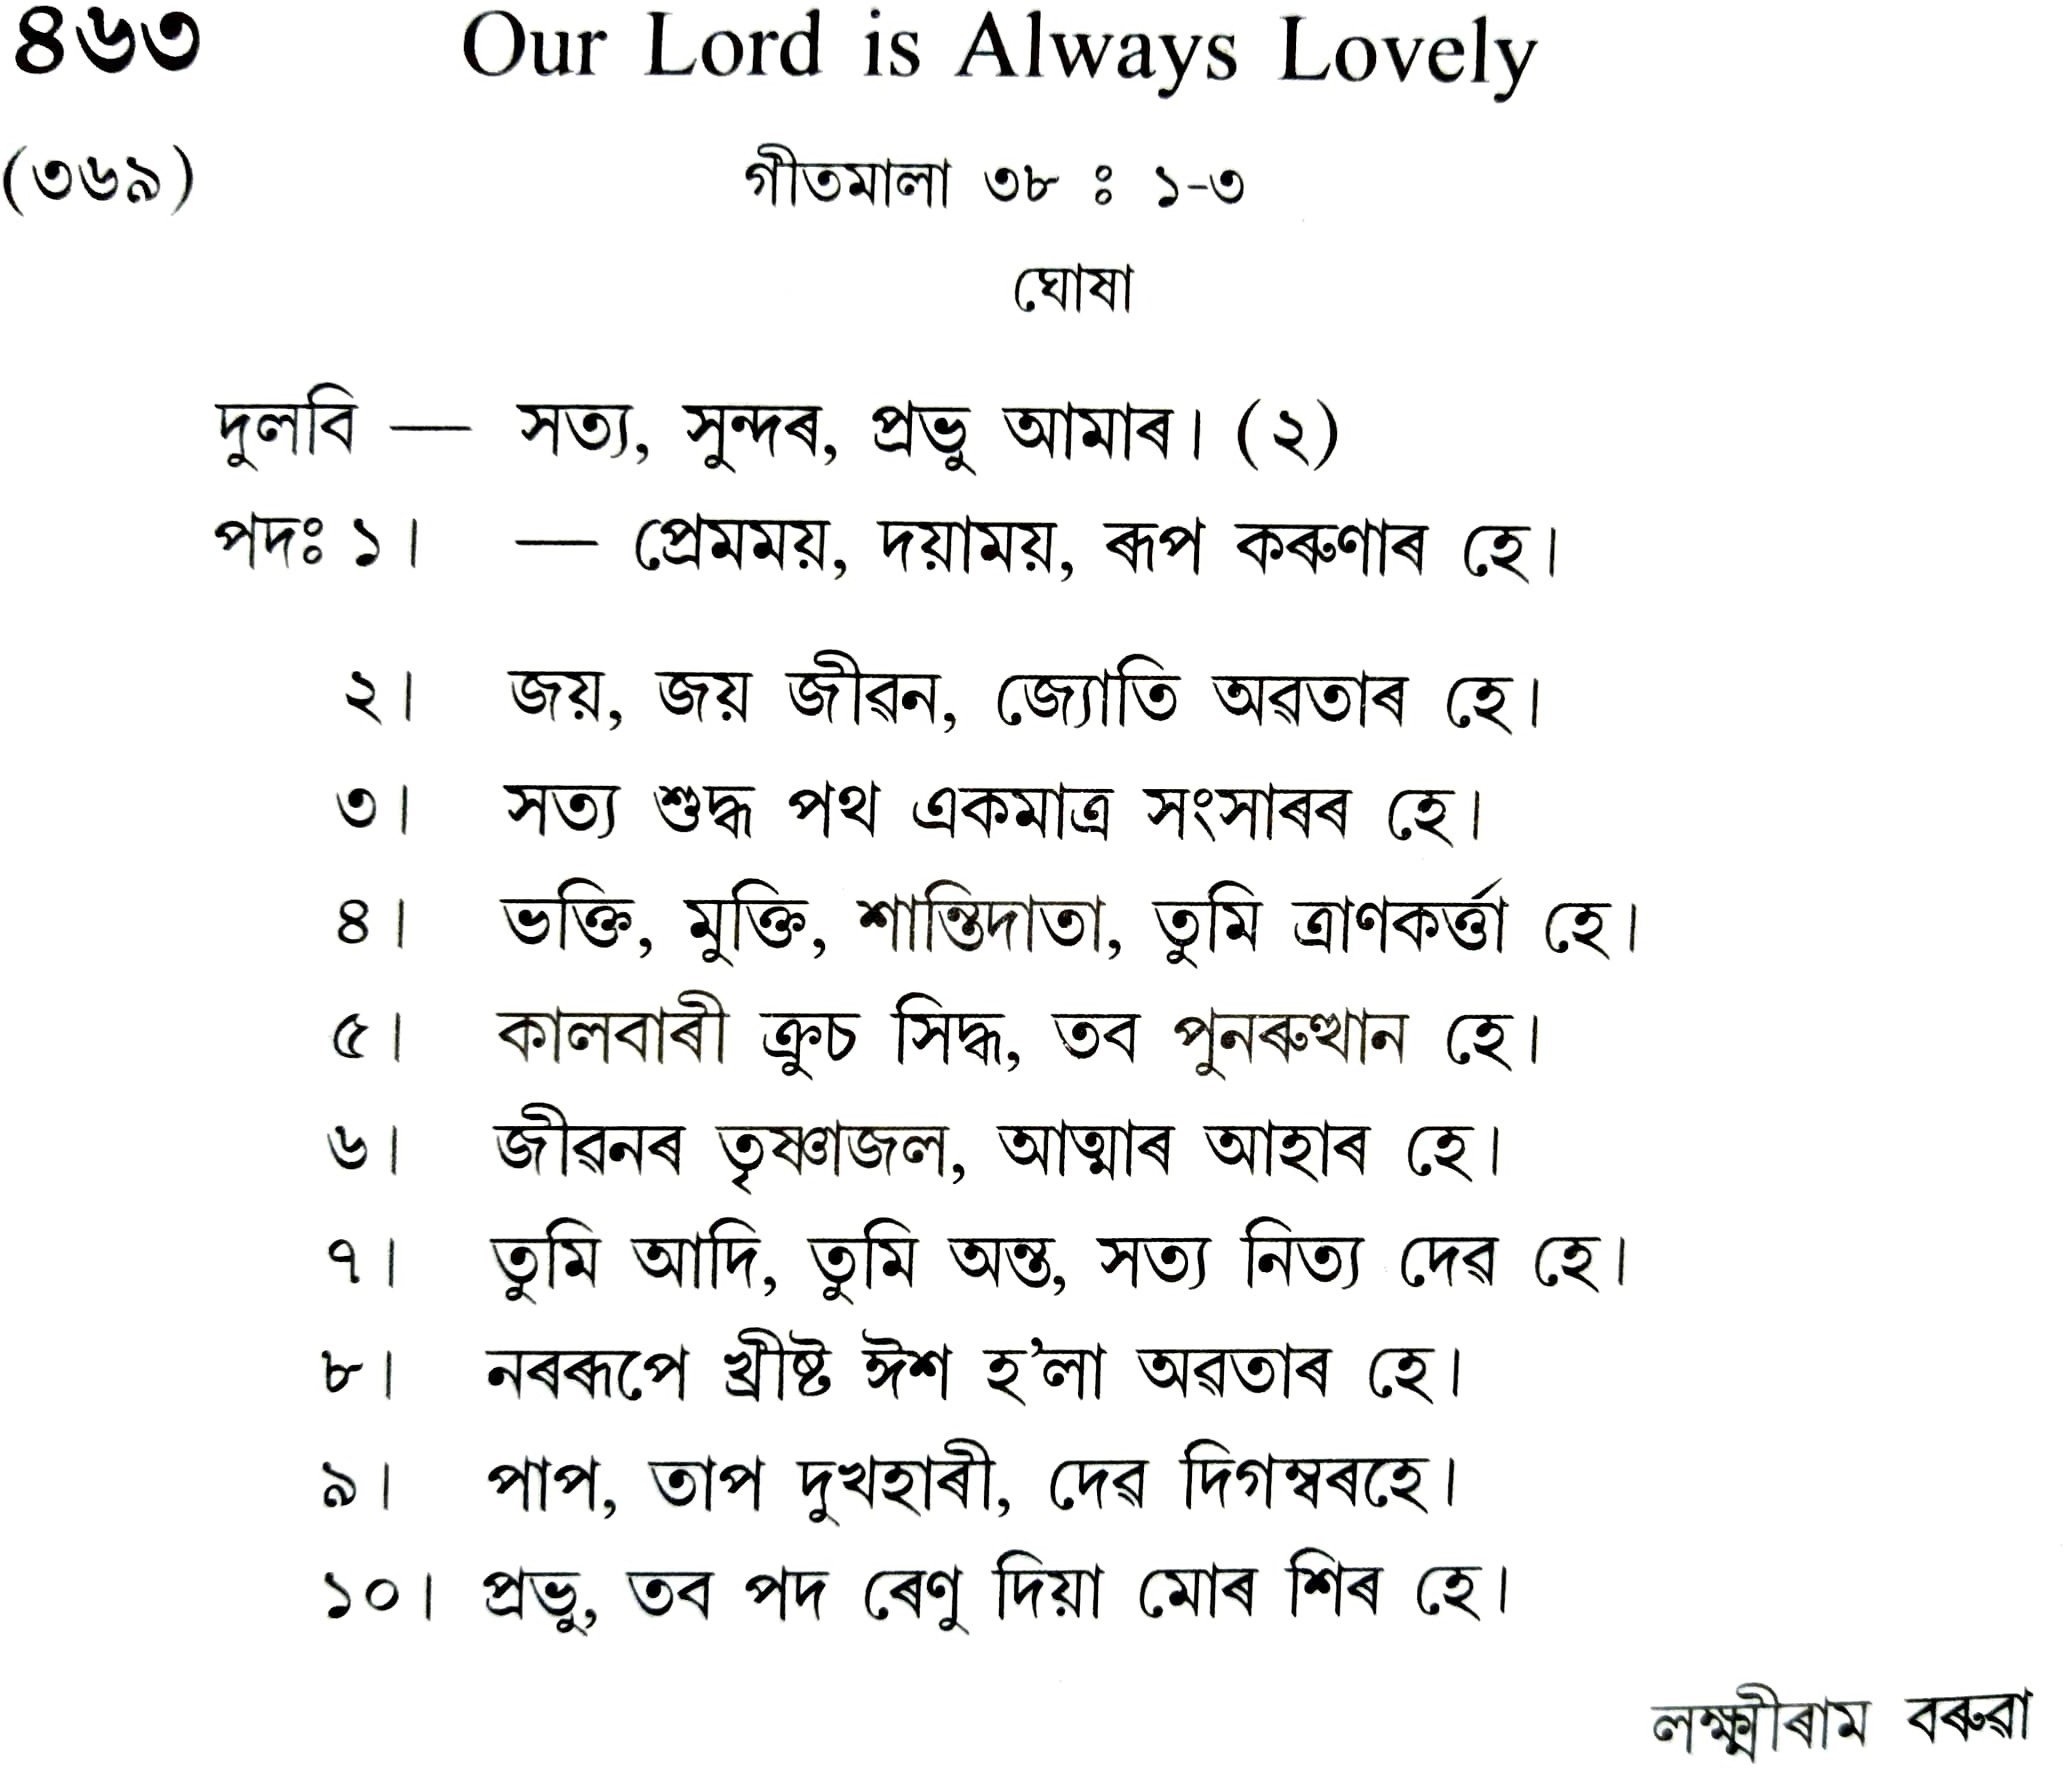 ৪৬৩ Our Lord is Always Lovely
(৩৬৯) গীতমালা ৩৮ ঃ ১-৩
ঘোষা
দুলবি — সত্য, সুন্দৰ, প্ৰভু আমাৰ। (২)
পদঃ ১। — প্ৰেমময়, দয়াময়, ৰূপ কৰুণাৰ হে।
২। জয়, জয় জীৱন, জ্যোতি অৱতাৰ হে।
৩। সত্য শুদ্ধ পথ একমাত্ৰ সংসাৰৰ হে।
৪। ভক্তি, মুক্তি, শান্তিদাতা, তুমি ত্ৰাণকৰ্ত্তা হে।
৫। কালবাৰী ক্ৰুচ সিদ্ধ, তব পুনৰুত্থান হে।
৬। জীৱনৰ তৃষ্ণাজল, আত্মাৰ আহাৰ হে।
৭। তুমি আদি, তুমি অন্ত, সত্য নিত্য দেৱ হে।
৮। নৰৰূপে খ্ৰীষ্ট ঈশ হ'লা অৱতাৰ হে।
৯। পাপ, তাপ দুখহাৰী, দেৱ দিগম্বৰহে।
১০। প্ৰভু, তব পদ ৰেণু দিয়া মোৰ শিৰ হে।
লক্ষ্মীৰাম বৰুৱা